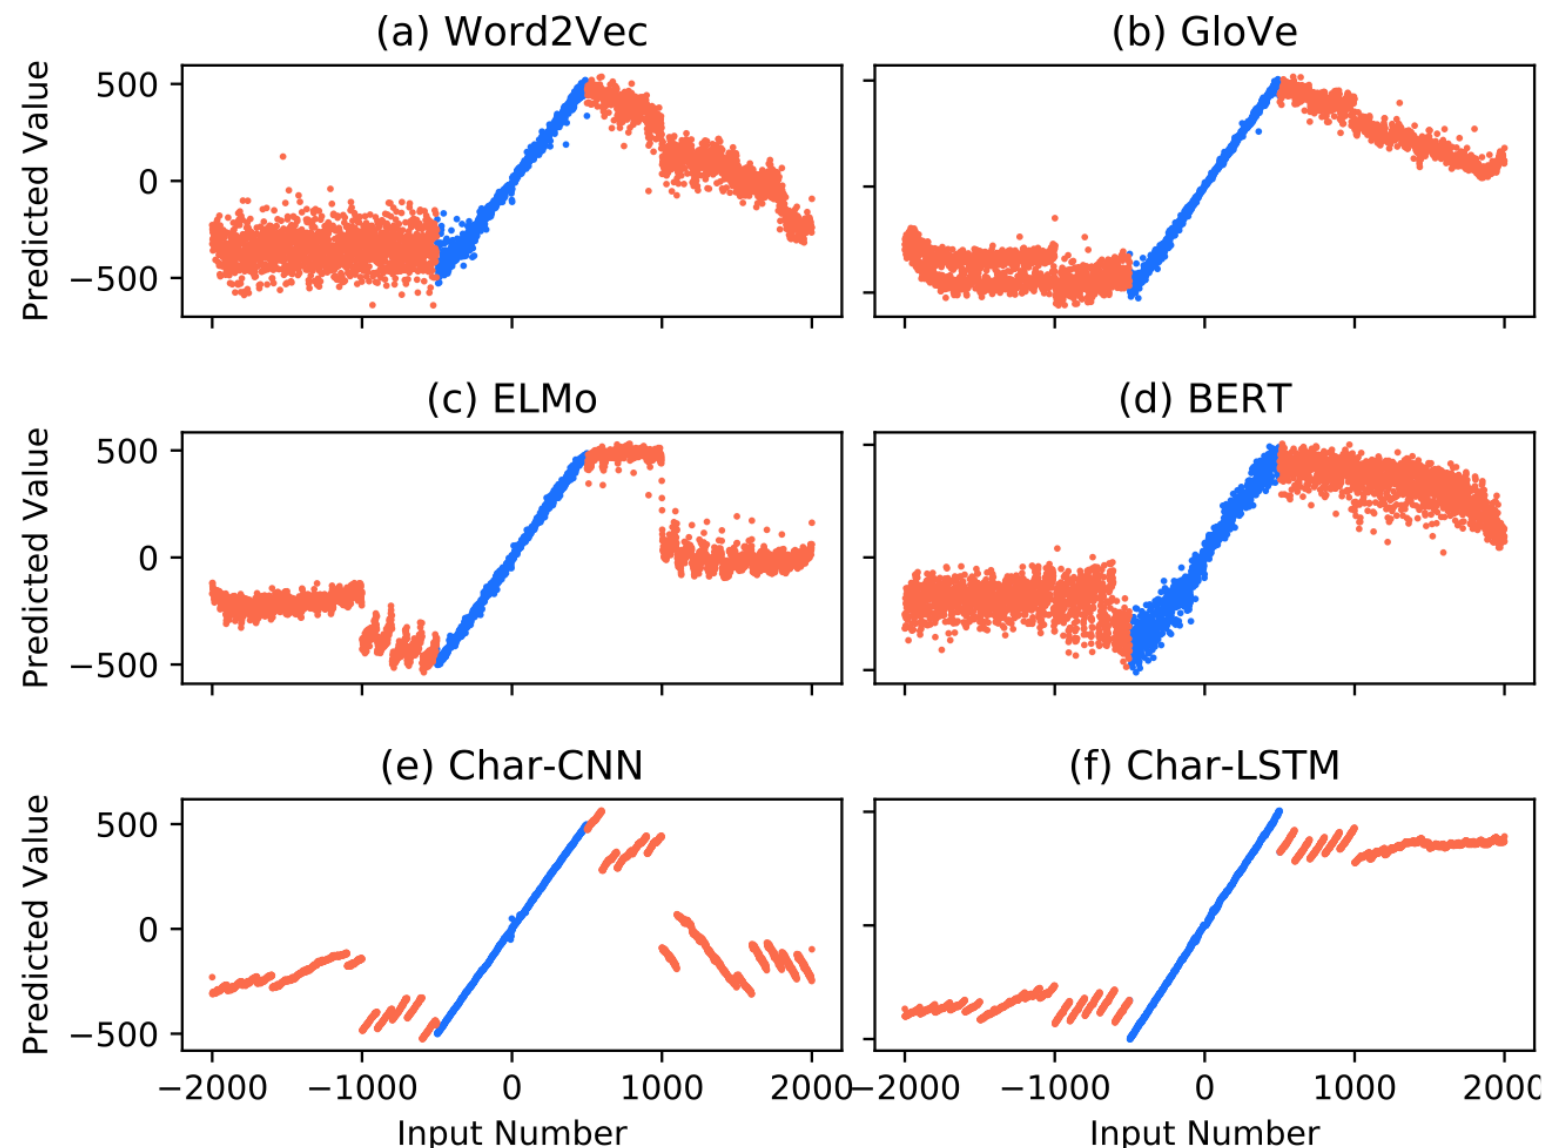 (a) Word2Vec
(b) GloVe
Predicted Value
500
0
−500
(c) ELMo
(d) BERT
Predicted Value
500
0
−500
(e) Char-CNN
(f) Char-LSTM
Predicted Value
500
0
−500
−2000 −1000 0 1000 2000
−2000 −1000 0 1000 2000
Input Number
Input Number